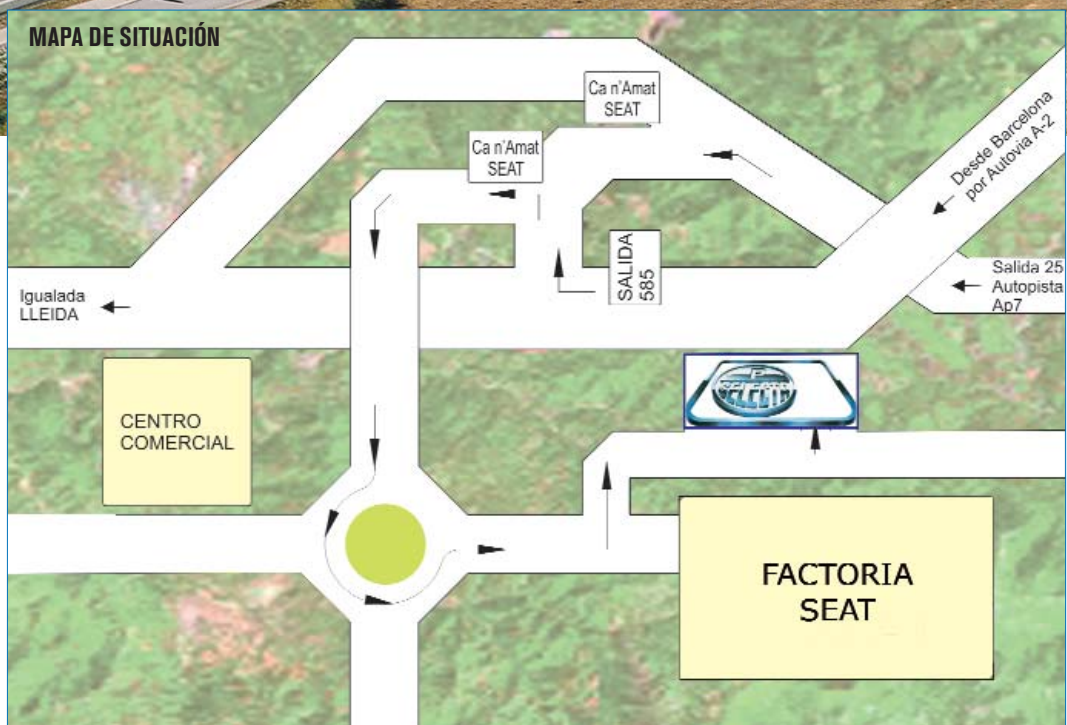 MAPA DE SITUACIÓN
Ca n'Amat
SEAT
Ca n'Amat
SEAT
Desde Barcelona
por Autovia A-2
SALIDA
585
Salida 25
Autopista
Ap7
Igualada
LLEIDA
P
SELECTA
CENTRO
COMERCIAL
FACTORIA
SEAT